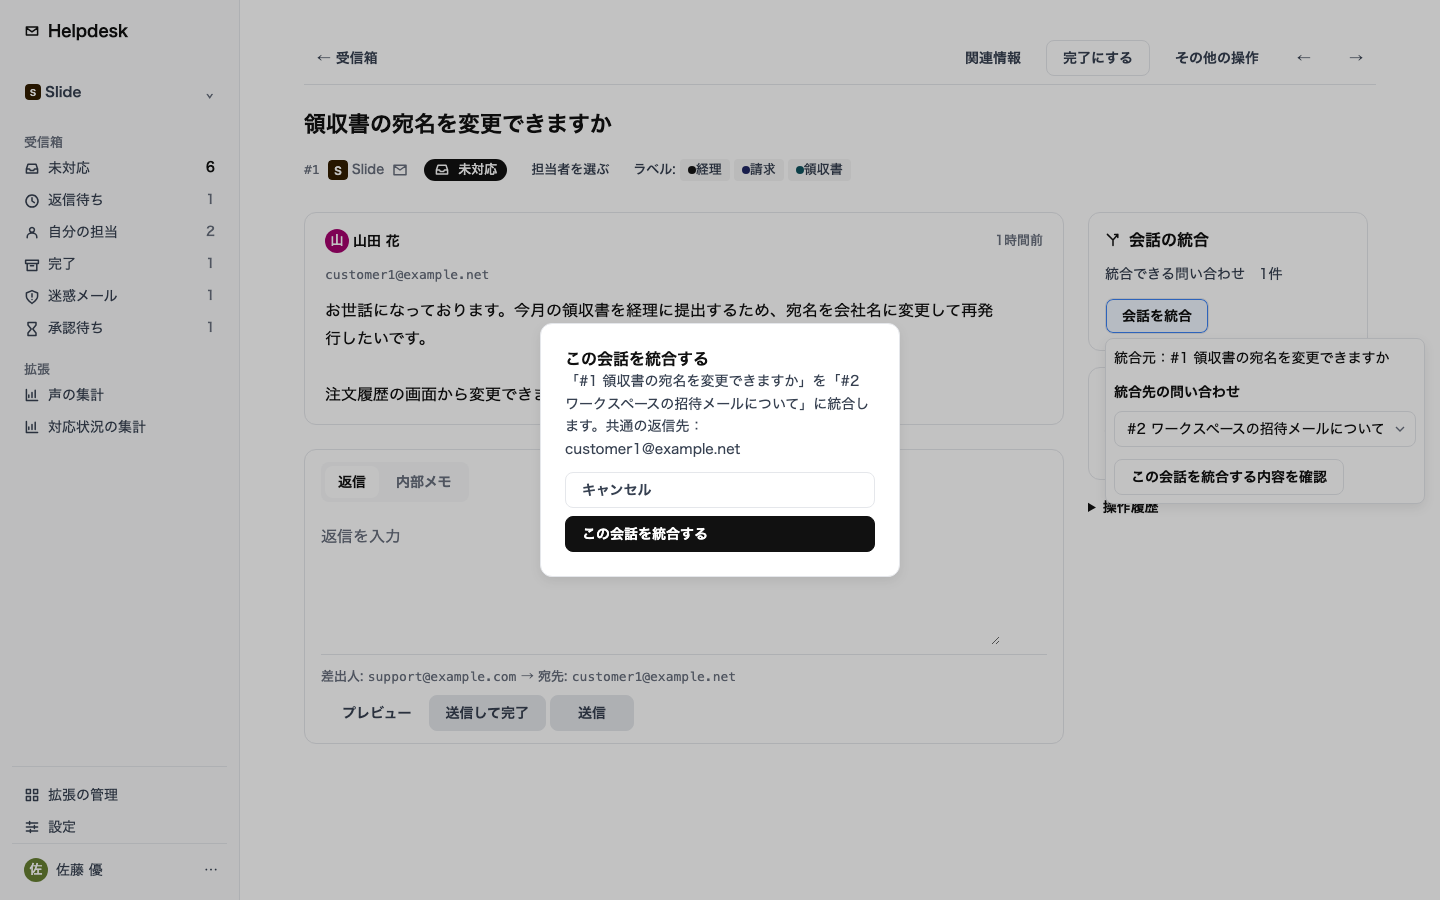 Helpdesk
S Slide
受信箱
未対応 6
返信待ち 1
自分の担当 2
完了 1
迷惑メール 1
承認待ち 1
拡張
声の集計
対応状況の集計
拡張の管理
設定
佐 佐藤 優 …
← 受信箱
関連情報 完了にする その他の操作 ← →
領収書の宛名を変更できますか
#1 S Slide 未対応 担当者を選ぶ ラベル: 経理 請求 領収書
山 山田 花 1時間前
customer1@example.net
お世話になっております。今月の領収書を経理に提出するため、宛名を会社名に変更して再発
行したいです。
注文履歴の画面から変更できま
返信 内部メモ
返信を入力
差出人: support@example.com → 宛先: customer1@example.net
プレビュー 送信して完了 送信
会話の統合
統合できる問い合わせ 1件
会話を統合
統合元：#1 領収書の宛名を変更できますか
統合先の問い合わせ
#2 ワークスペースの招待メールについて
この会話を統合する内容を確認
操作履歴
この会話を統合する
「#1 領収書の宛名を変更できますか」を「#2
ワークスペースの招待メールについて」に統合し
ます。共通の返信先：
customer1@example.net
キャンセル
この会話を統合する